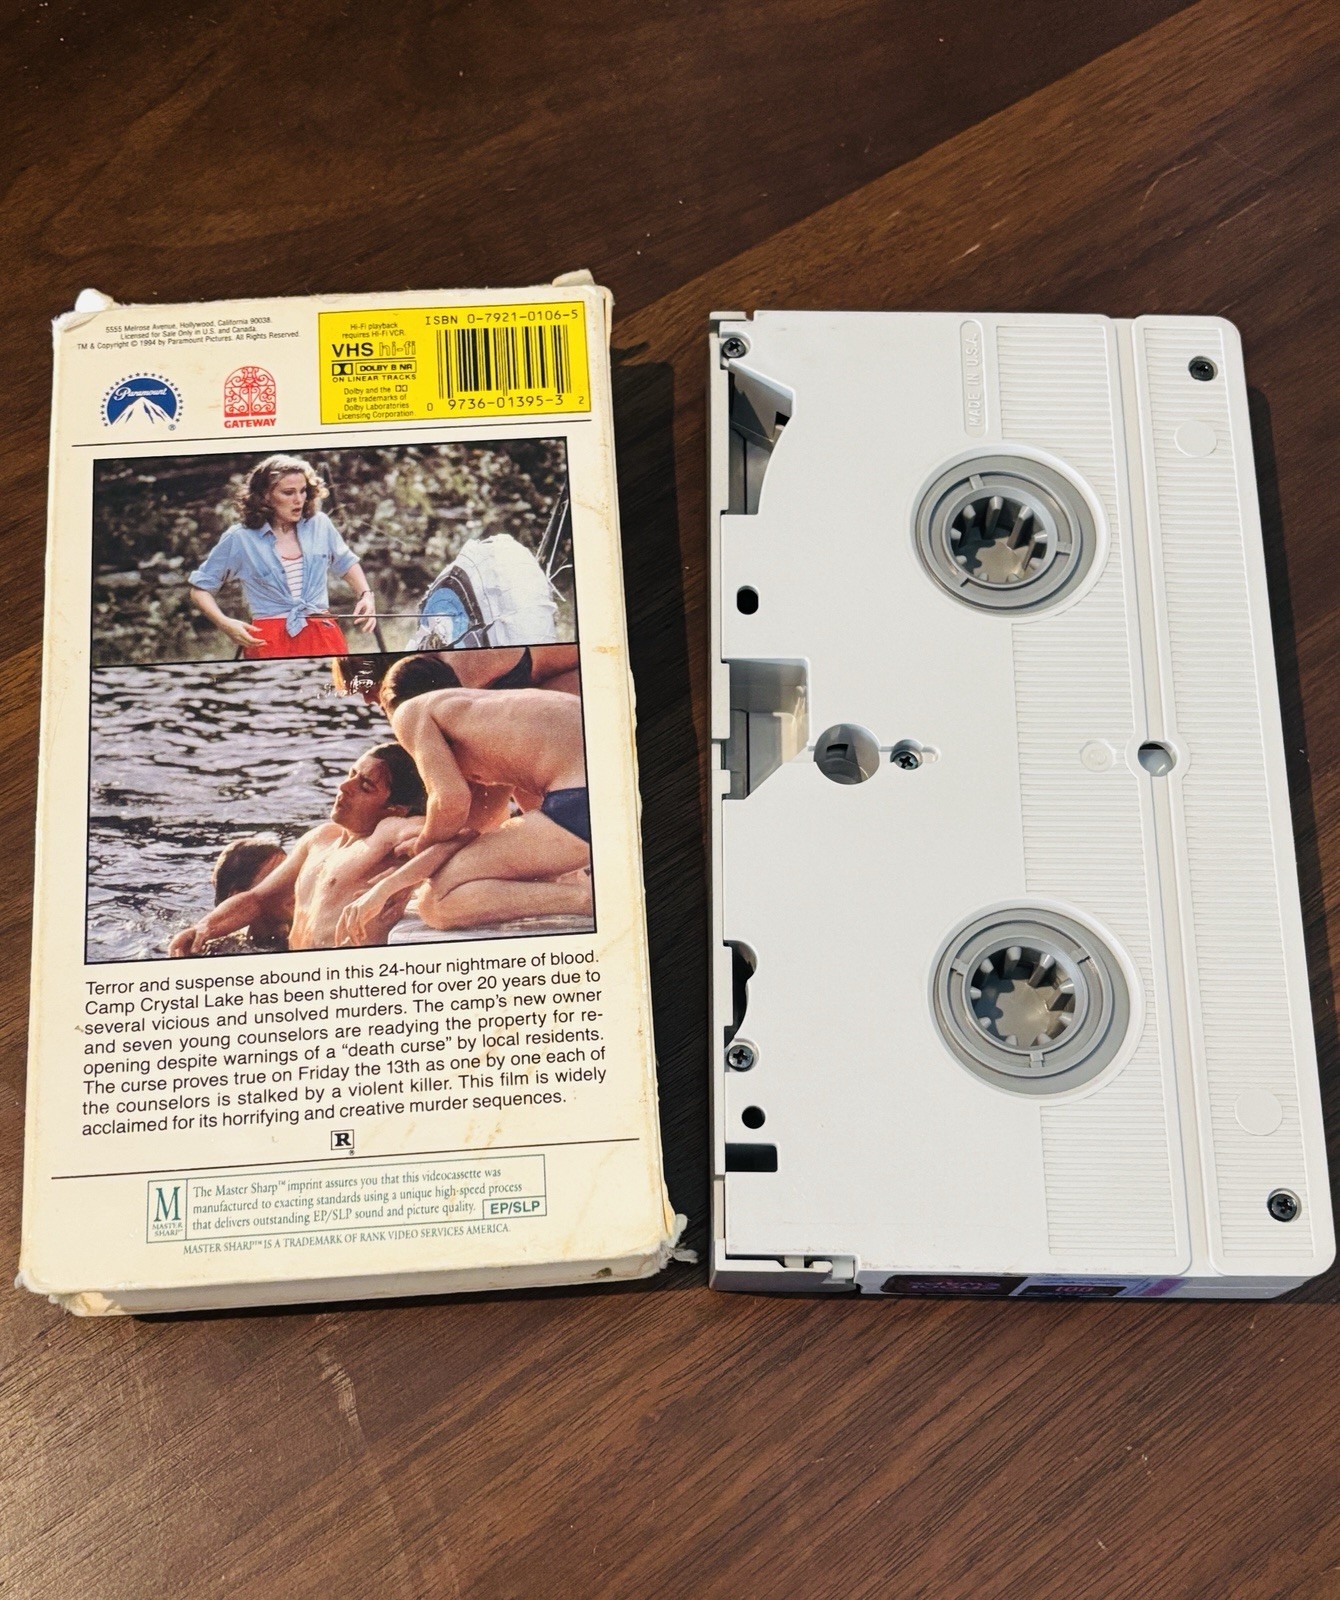 5555 Melrose Avenue, Hollywood, California 90038.
Licensed for Sale Only in U.S. and Canada.
TM & Copyright © 1994 by Paramount Pictures. All Rights Reserved.
Paramount
®
GATEWAY
Hi-Fi playback
requires Hi-Fi VCR.
VHS hi-fi
DOLBY B NR
ON LINEAR TRACKS
Dolby and the
are trademarks of
Dolby Laboratories
Licensing Corporation.
ISBN 0-7921-0106-5
0 9736-01395-3 2
Terror and suspense abound in this 24-hour nightmare of blood.
Camp Crystal Lake has been shuttered for over 20 years due to
several vicious and unsolved murders. The camp's new owner
and seven young counselors are readying the property for re-
opening despite warnings of a “death curse” by local residents.
The curse proves true on Friday the 13th as one by one each of
the counselors is stalked by a violent killer. This film is widely
acclaimed for its horrifying and creative murder sequences.
R
®
M
MASTER
SHARP™
The Master Sharp™ imprint assures you that this videocassette was
manufactured to exacting standards using a unique high-speed process
that delivers outstanding EP/SLP sound and picture quality. EP/SLP
MASTER SHARP™ IS A TRADEMARK OF RANK VIDEO SERVICES AMERICA.
MADE IN U.S.A.